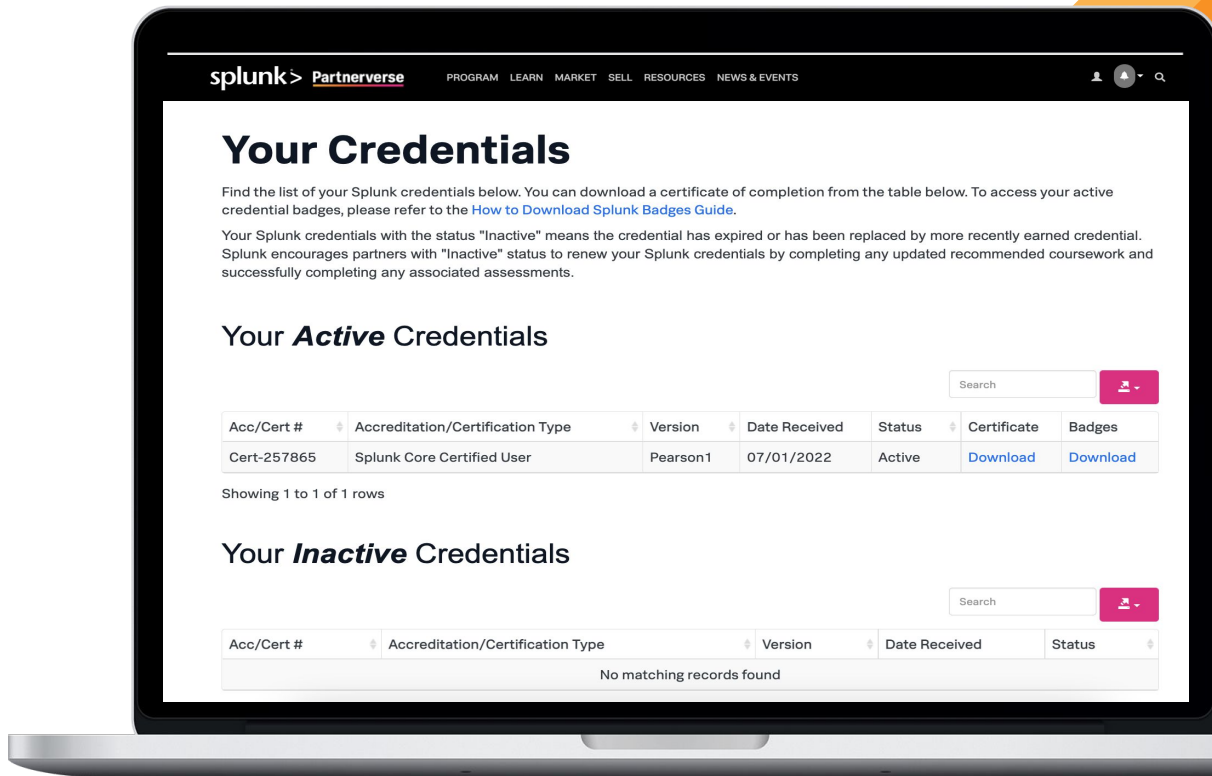 splunk> Partnerverse PROGRAM LEARN MARKET SELL RESOURCES NEWS & EVENTS
Your Credentials
Find the list of your Splunk credentials below. You can download a certificate of completion from the table below. To access your active
credential badges, please refer to the How to Download Splunk Badges Guide.
Your Splunk credentials with the status "Inactive" means the credential has expired or has been replaced by more recently earned credential.
Splunk encourages partners with "Inactive" status to renew your Splunk credentials by completing any updated recommended coursework and
successfully completing any associated assessments.
Your Active Credentials
Search
Acc/Cert # Accreditation/Certification Type Version Date Received Status Certificate Badges
Cert-257865 Splunk Core Certified User Pearson1 07/01/2022 Active Download Download
Showing 1 to 1 of 1 rows
Your Inactive Credentials
Search
Acc/Cert # Accreditation/Certification Type Version Date Received Status
No matching records found